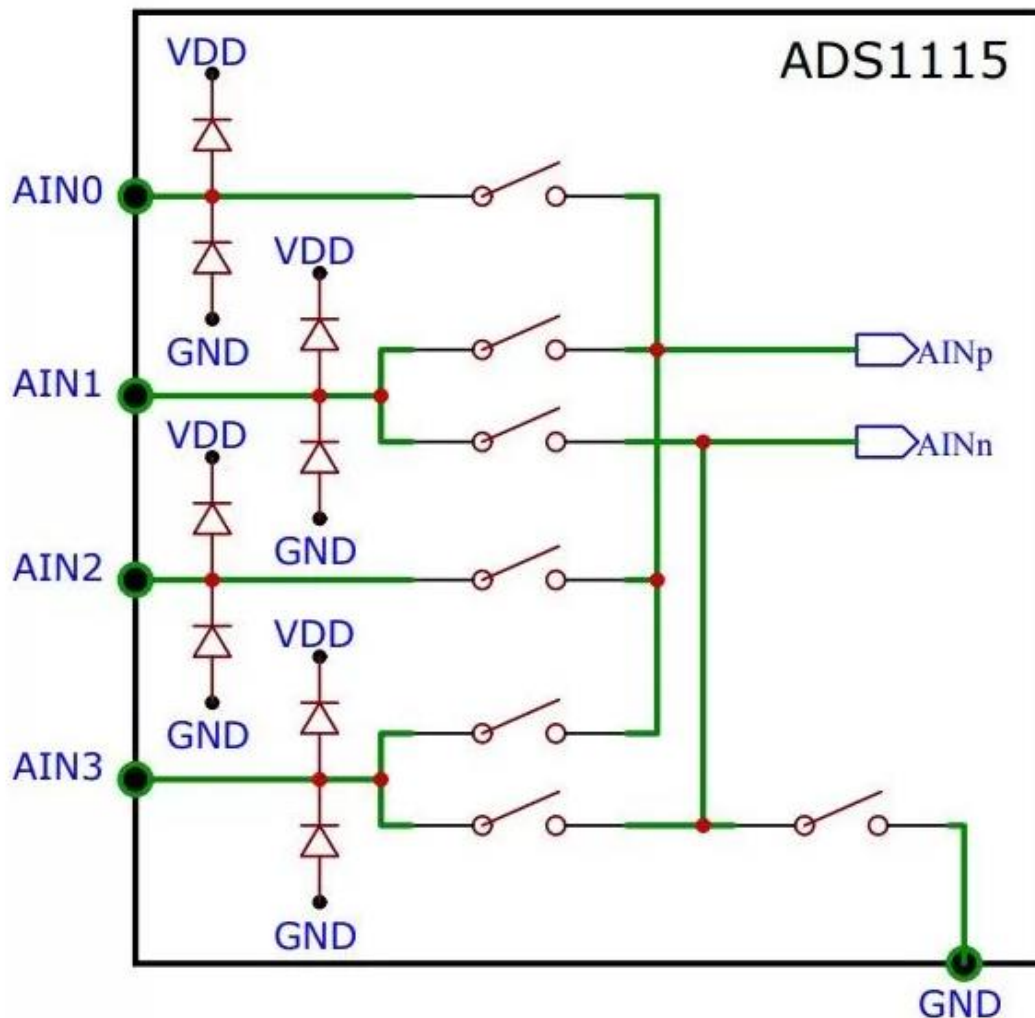 ADS1115
VDD
AIN0
VDD
GND
AINp
AIN1
VDD
AINn
GND
AIN2
VDD
GND
AIN3
GND
GND